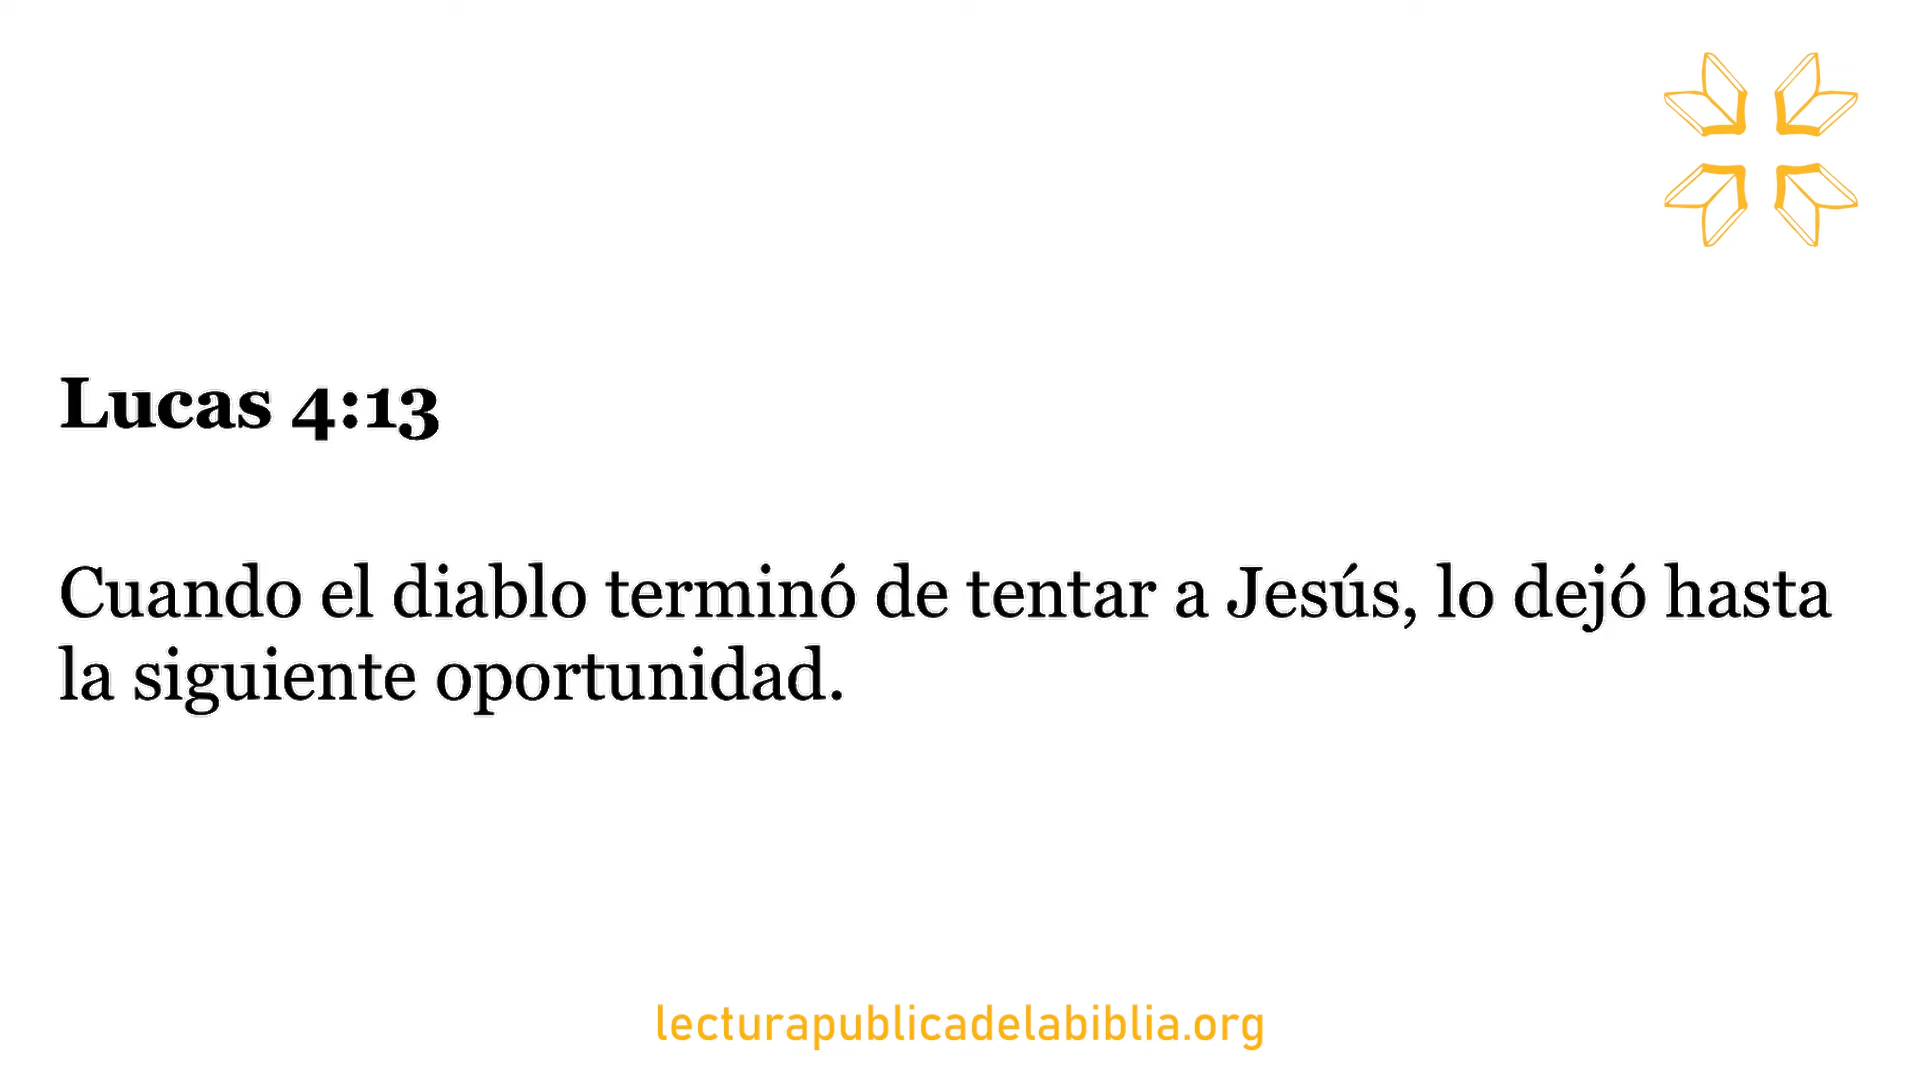 Lucas 4:13
Cuando el diablo terminó de tentar a Jesús, lo dejó hasta
la siguiente oportunidad.
lecturapublicadelabiblia.org